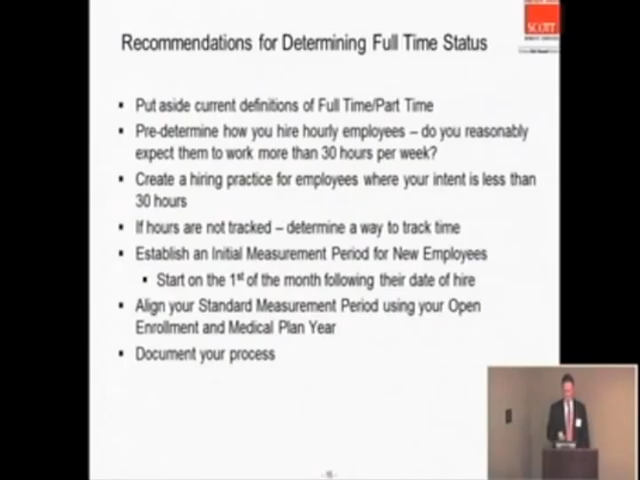 SCOTT
Recommendations for Determining Full Time Status
▪ Put aside current definitions of Full Time/Part Time
▪ Pre-determine how you hire hourly employees – do you reasonably
expect them to work more than 30 hours per week?
▪ Create a hiring practice for employees where your intent is less than
30 hours
▪ If hours are not tracked – determine a way to track time
▪ Establish an Initial Measurement Period for New Employees
▪ Start on the 1st of the month following their date of hire
▪ Align your Standard Measurement Period using your Open
Enrollment and Medical Plan Year
▪ Document your process